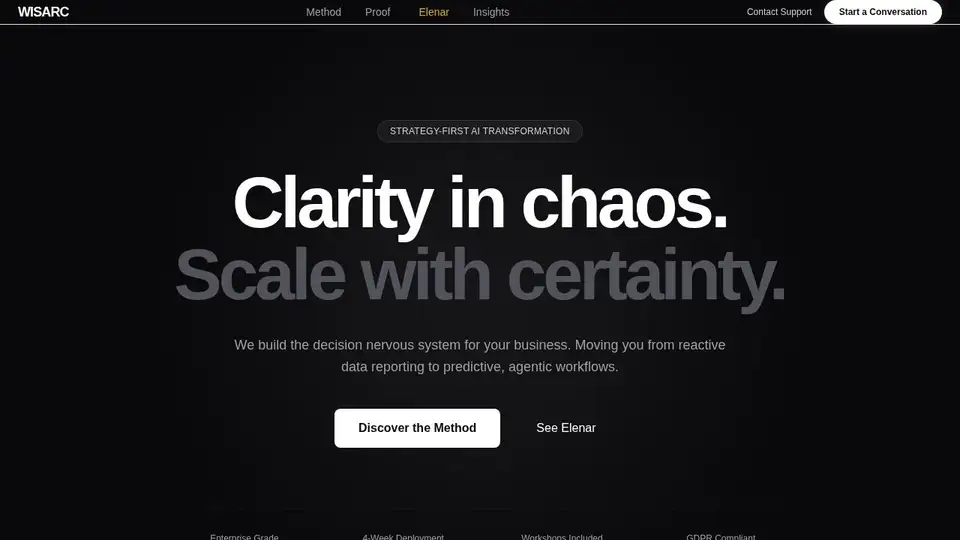 WISARC
Method Proof Elenar Insights
Contact Support
Start a Conversation
STRATEGY-FIRST AI TRANSFORMATION
Clarity in chaos.
Scale with certainty.
We build the decision nervous system for your business. Moving you from reactive
data reporting to predictive, agentic workflows.
Discover the Method
See Elenar
Enterprise Grade 4-Week Deployment Workshops Included GDPR Compliant